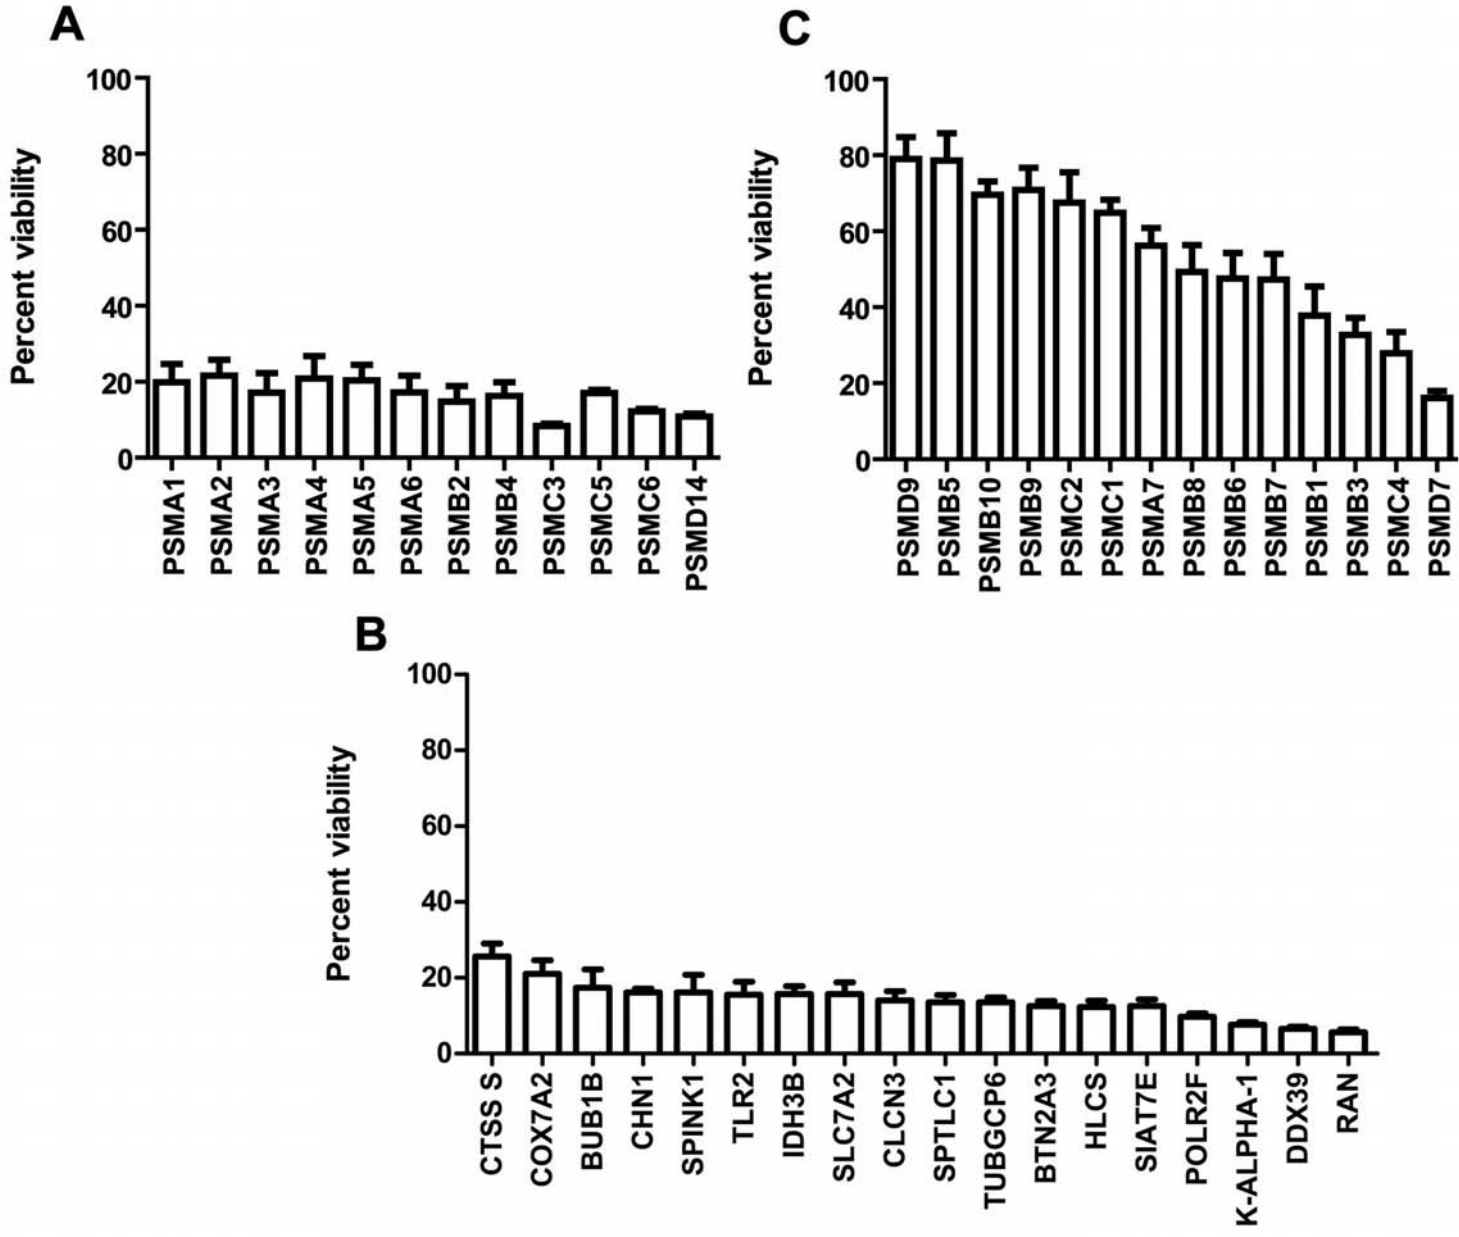 A
Percent viability
100
80
60
40
20
0
PSMA1
PSMA2
PSMA3
PSMA4
PSMA5
PSMA6
PSMB2
PSMB4
PSMC3
PSMC5
PSMC6
PSMD14
C
Percent viability
100
80
60
40
20
0
PSMD9
PSMB5
PSMB10
PSMB9
PSMC2
PSMC1
PSMA7
PSMB8
PSMB6
PSMB7
PSMB1
PSMB3
PSMC4
PSMD7
B
Percent viability
100
80
60
40
20
0
CTSS S
COX7A2
BUB1B
CHN1
SPINK1
TLR2
IDH3B
SLC7A2
CLCN3
SPTLC1
TUBGCP6
BTN2A3
HLCS
SIAT7E
POLR2F
K-ALPHA-1
DDX39
RAN